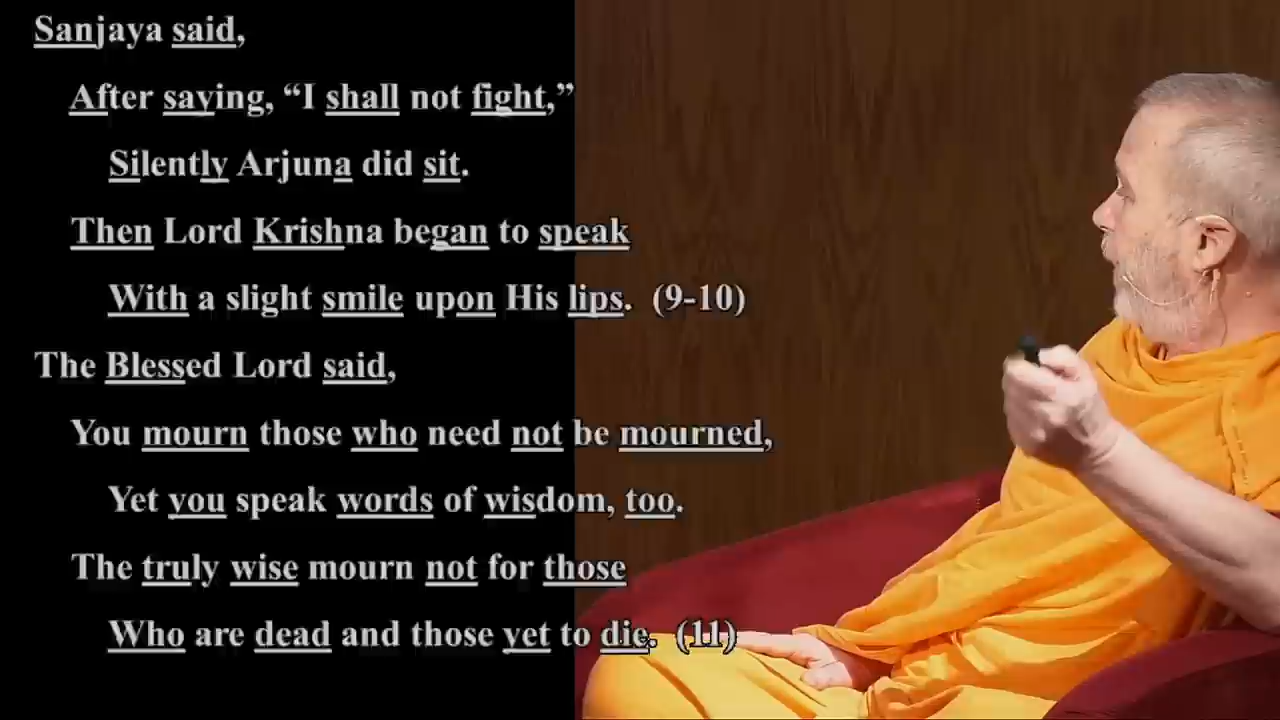 Sanjaya said,
After saying, “I shall not fight,”
Silently Arjuna did sit.
Then Lord Krishna began to speak
With a slight smile upon His lips. (9-10)
The Blessed Lord said,
You mourn those who need not be mourned,
Yet you speak words of wisdom, too.
The truly wise mourn not for those
Who are dead and those yet to die. (11)